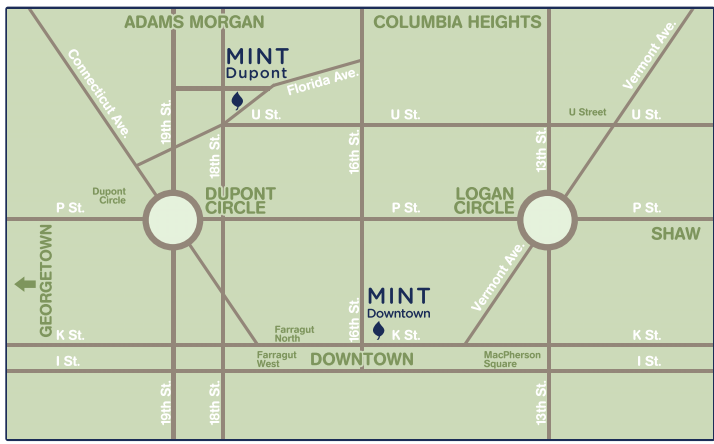 ADAMS MORGAN
COLUMBIA HEIGHTS
MINT
Dupont
Connecticut Ave.
Florida Ave.
Vermont Ave.
19th St.
U St.
U St.
U Street
U St.
18th St.
16th St.
13th St.
Dupont
Circle
P St.
DUPONT
CIRCLE
P St.
LOGAN
CIRCLE
P St.
SHAW
GEORGETOWN
Vermont Ave.
MINT
Downtown
16th St.
Farragut
North
K St.
K St.
K St.
I St.
Farragut
West
DOWNTOWN
MacPherson
Square
I St.
19th St.
18th St.
13th St.